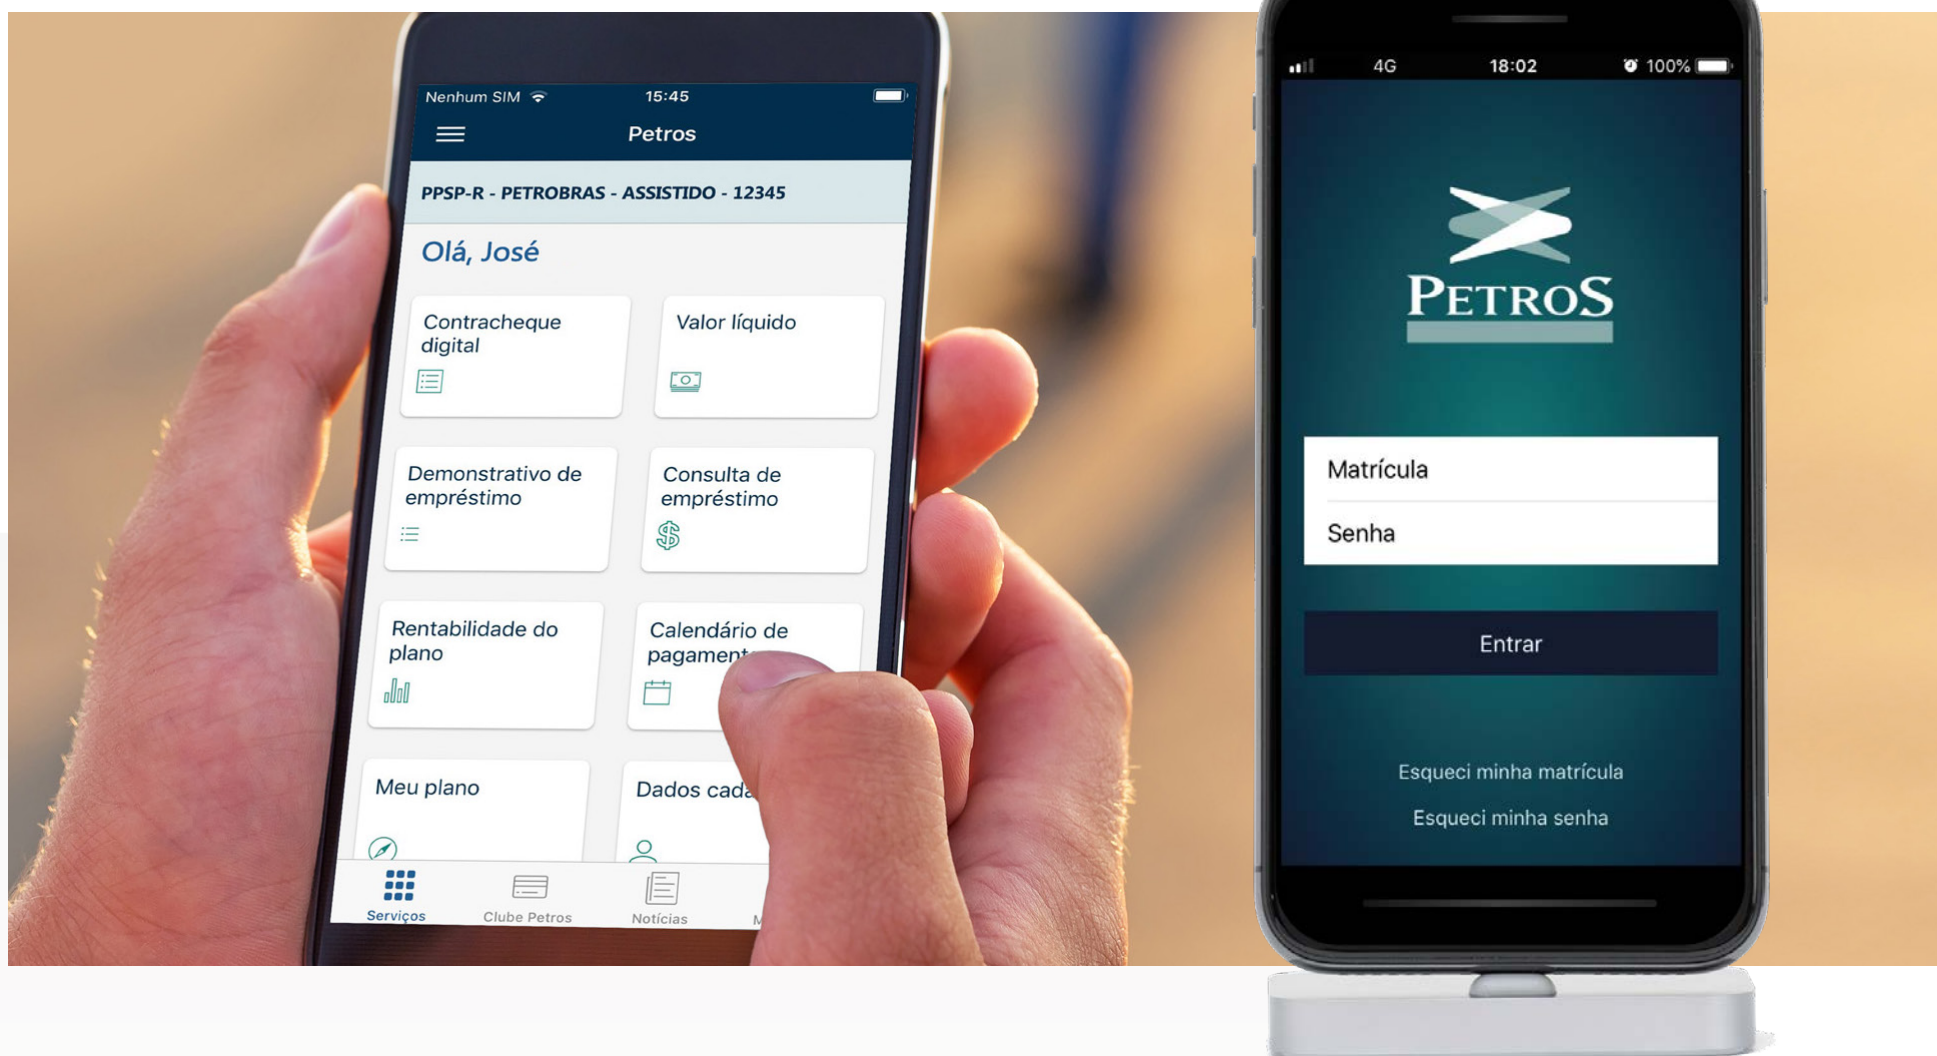 Nenhum SIM
15:45
Petros
PPSP-R - PETROBRAS - ASSISTIDO - 12345
Olá, José
Contracheque
digital
Valor líquido
Demonstrativo de
empréstimo
Consulta de
empréstimo
Rentabilidade do
plano
Calendário de
Meu plano
Dados
Serviços
Clube Petros
Notícias
4G
18:02
100%
PETROS
Matrícula
Senha
Entrar
Esqueci minha matrícula
Esqueci minha senha